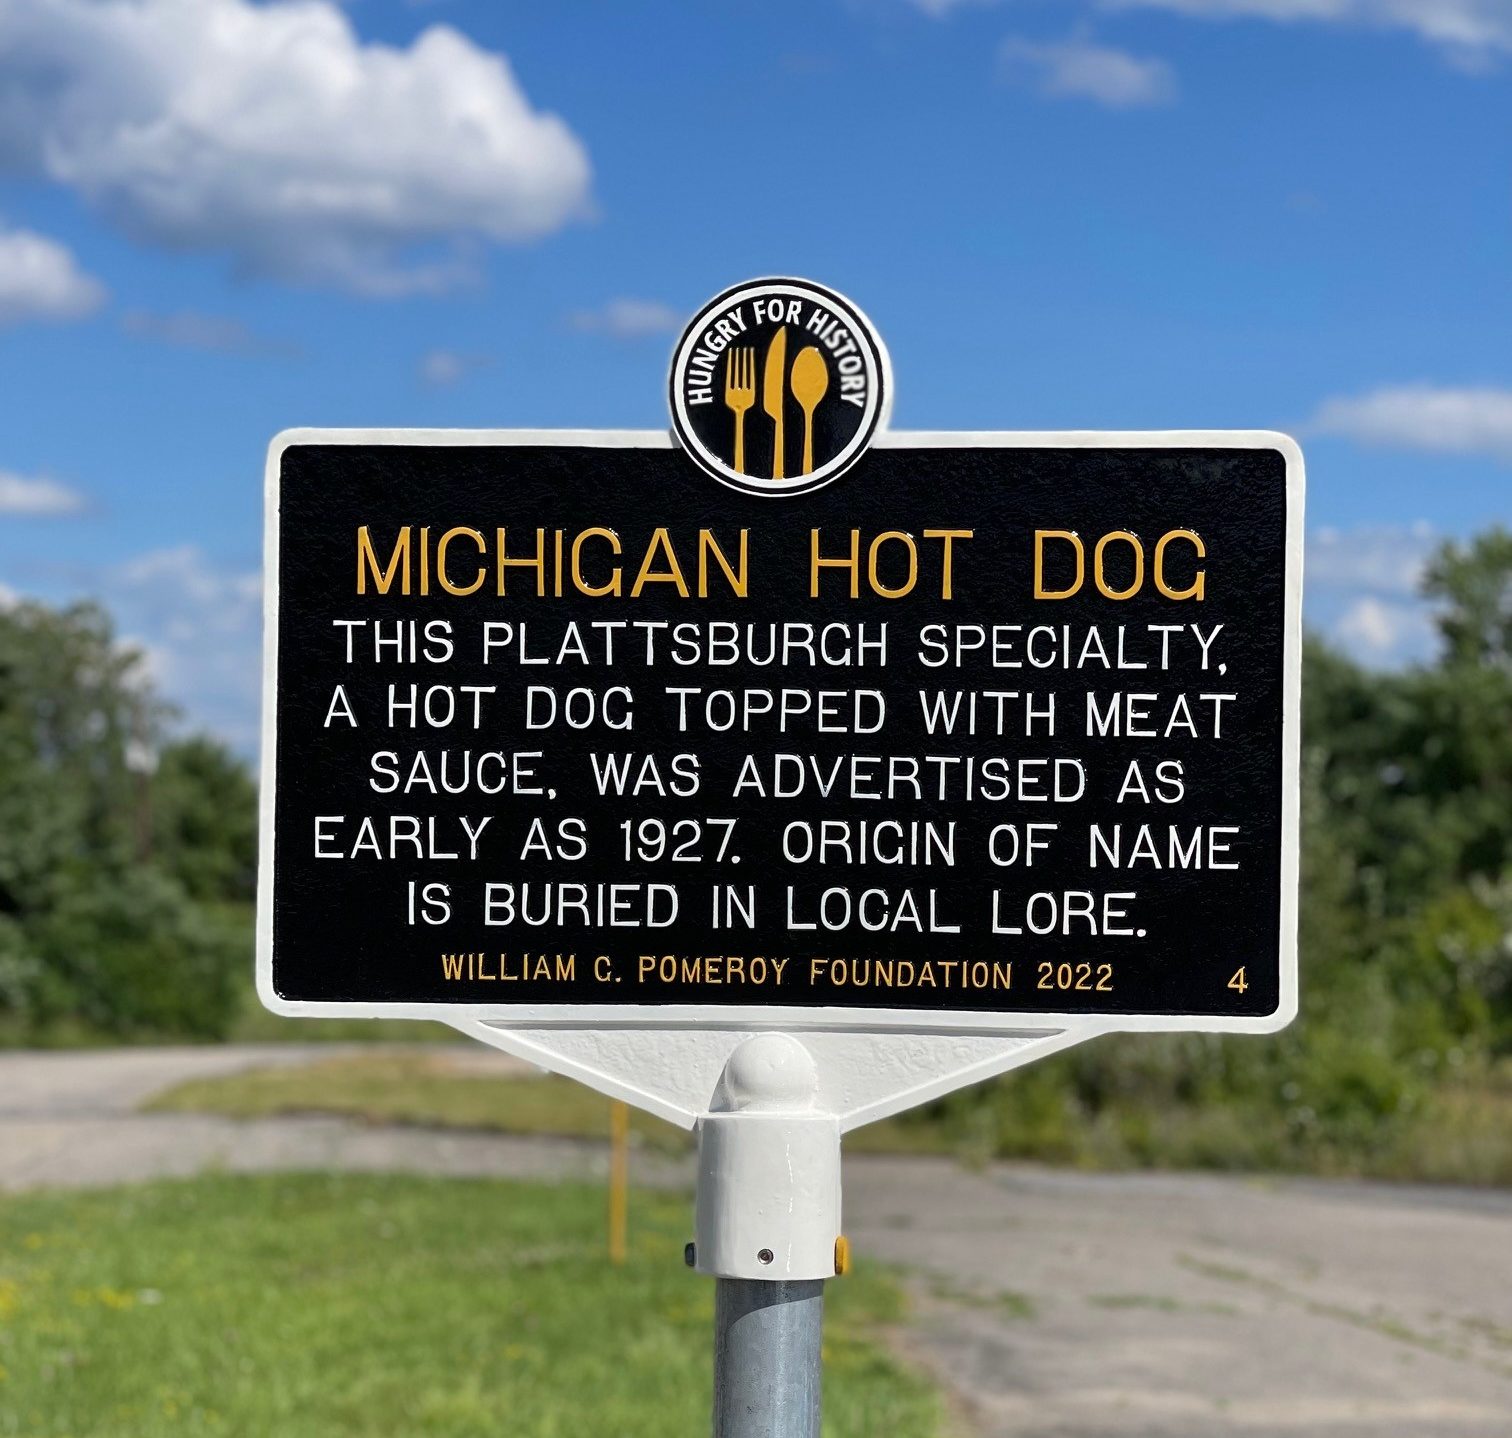 HUNGRY FOR HISTORY
MICHIGAN HOT DOG
THIS PLATTSBURGH SPECIALTY,
A HOT DOG TOPPED WITH MEAT
SAUCE, WAS ADVERTISED AS
EARLY AS 1927. ORIGIN OF NAME
IS BURIED IN LOCAL LORE.
WILLIAM G. POMEROY FOUNDATION 2022 4